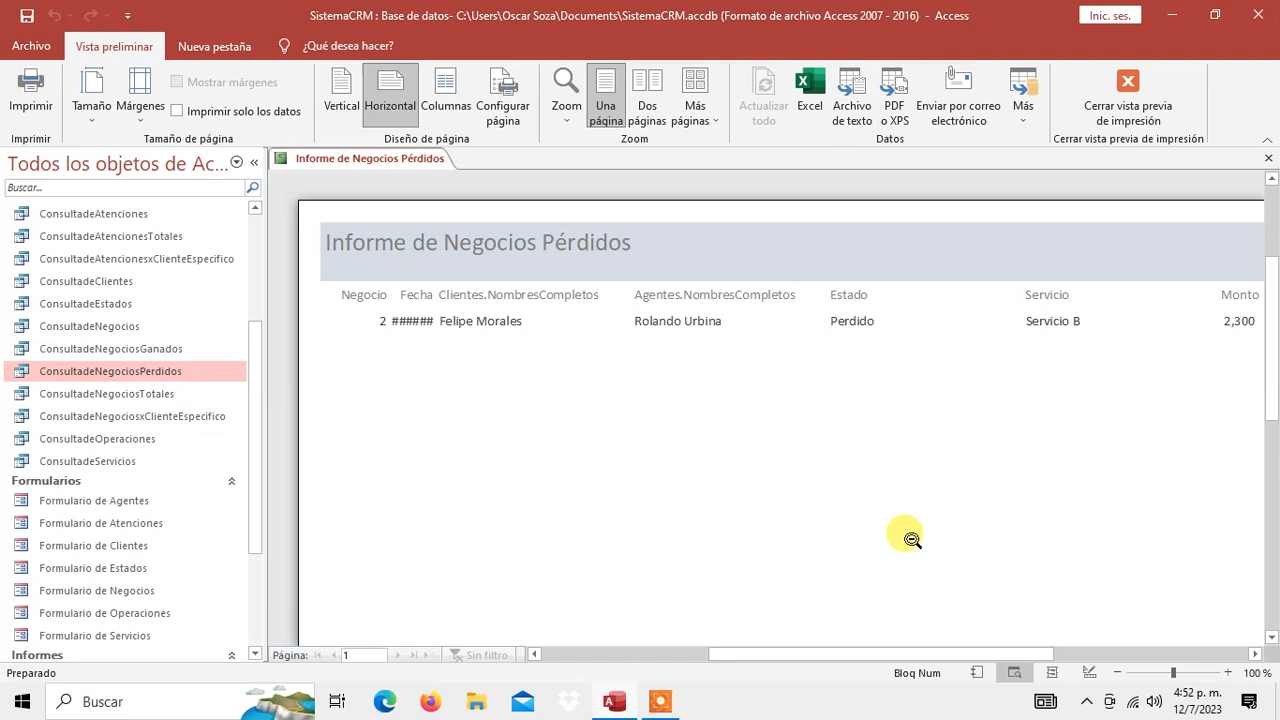 SistemaCRM : Base de datos- C:\Users\Oscar Soza\Documents\SistemaCRM.accdb (Formato de archivo Access 2007 - 2016) - Access
Inic. ses.
Archivo
Vista preliminar
Nueva pestaña
¿Qué desea hacer?
Imprimir
Tamaño
Márgenes
Mostrar márgenes
Imprimir solo los datos
Vertical
Horizontal
Columnas
Configurar página
Zoom
Una página
Dos páginas
Más páginas
Actualizar todo
Excel
Archivo de texto
PDF o XPS
Enviar por correo electrónico
Más
Cerrar vista previa de impresión
Imprimir
Tamaño de página
Diseño de página
Zoom
Datos
Cerrar vista previa de impresión
Todos los objetos de Ac...
Buscar...
ConsultadeAtenciones
ConsultadeAtencionesTotales
ConsultadeAtencionesxClienteEspecifico
ConsultadeClientes
ConsultadeEstados
ConsultadeNegocios
ConsultadeNegociosGanados
ConsultadeNegociosPerdidos
ConsultadeNegociosTotales
ConsultadeNegociosxClienteEspecifico
ConsultadeOperaciones
ConsultadeServicios
Formularios
Formulario de Agentes
Formulario de Atenciones
Formulario de Clientes
Formulario de Estados
Formulario de Negocios
Formulario de Operaciones
Formulario de Servicios
Informes
Informe de Negocios Pérdidos
Informe de Negocios Pérdidos
Negocio Fecha Clientes.NombresCompletos Agentes.NombresCompletos Estado Servicio Monto
2 ###### Felipe Morales Rolando Urbina Perdido Servicio B 2,300
Página: 1 Sin filtro
Preparado
Bloq Num
100 %
Buscar
4:52 p. m.
12/7/2023